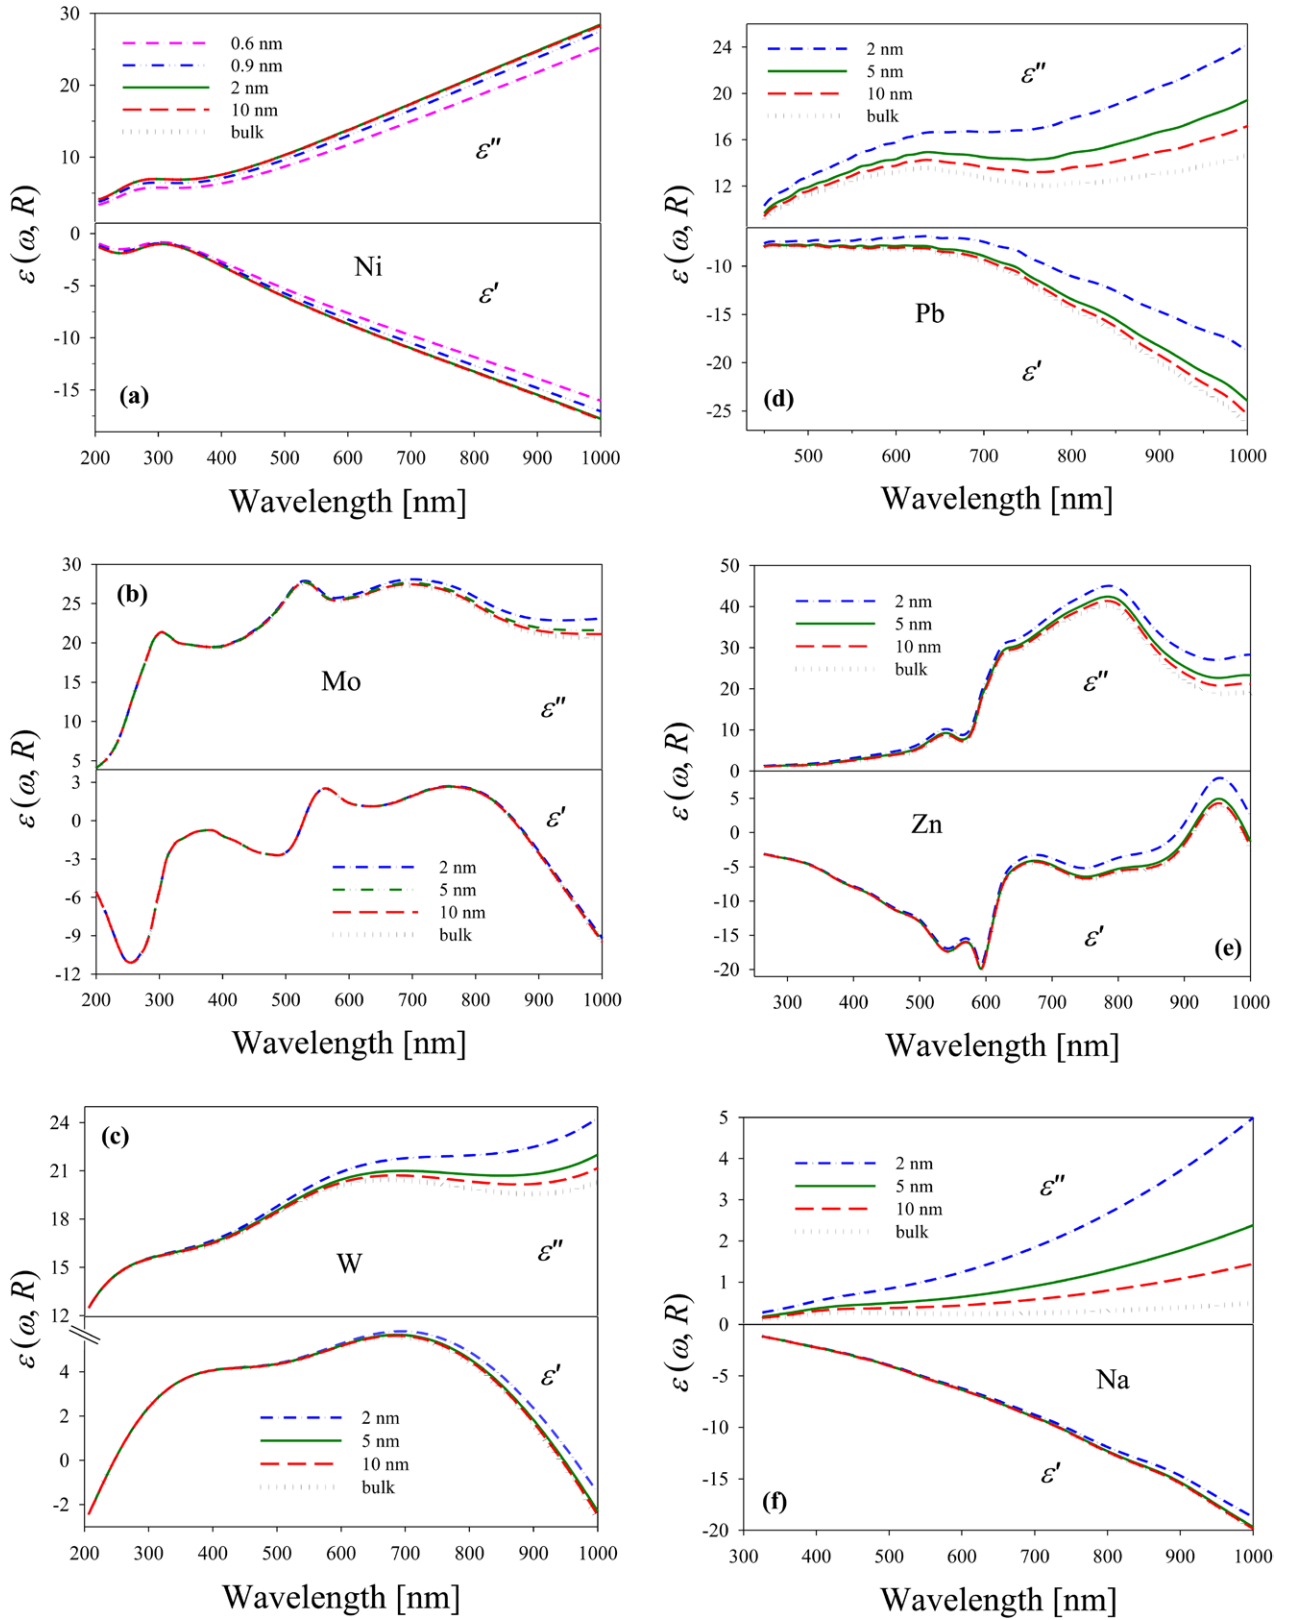 30
20
10
0.6 nm
0.9 nm
2 nm
10 nm
bulk
ε″
0
-5
-10
-15
Ni
ε′
(a)
ε (ω, R)
200 300 400 500 600 700 800 900 1000
Wavelength [nm]
24
20
16
12
2 nm
5 nm
10 nm
bulk
ε″
-10
-15
-20
-25
Pb
ε′
(d)
ε (ω, R)
500 600 700 800 900 1000
Wavelength [nm]
30
25
20
15
10
5
(b)
Mo
ε″
3
0
-3
-6
-9
-12
ε′
2 nm
5 nm
10 nm
bulk
ε (ω, R)
200 300 400 500 600 700 800 900 1000
Wavelength [nm]
50
40
30
20
10
0
2 nm
5 nm
10 nm
bulk
ε″
5
0
-5
-10
-15
-20
Zn
ε′
(e)
ε (ω, R)
300 400 500 600 700 800 900 1000
Wavelength [nm]
24
21
18
15
12
(c)
W
ε″
4
2
0
-2
ε′
2 nm
5 nm
10 nm
bulk
ε (ω, R)
200 300 400 500 600 700 800 900 1000
Wavelength [nm]
5
4
3
2
1
0
2 nm
5 nm
10 nm
bulk
ε″
-5
-10
-15
-20
Na
ε′
(f)
ε (ω, R)
300 400 500 600 700 800 900 1000
Wavelength [nm]